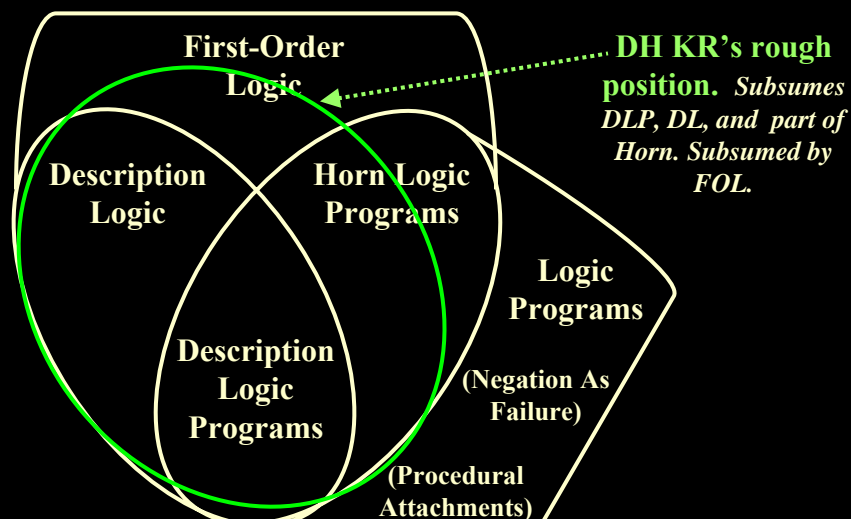 First-Order
Logic
DH KR’s rough
position. Subsumes
DLP, DL, and part of
Horn. Subsumed by
FOL.
Description
Logic
Horn Logic
Programs
Logic
Programs
Description
Logic
Programs
(Negation As
Failure)
(Procedural
Attachments)